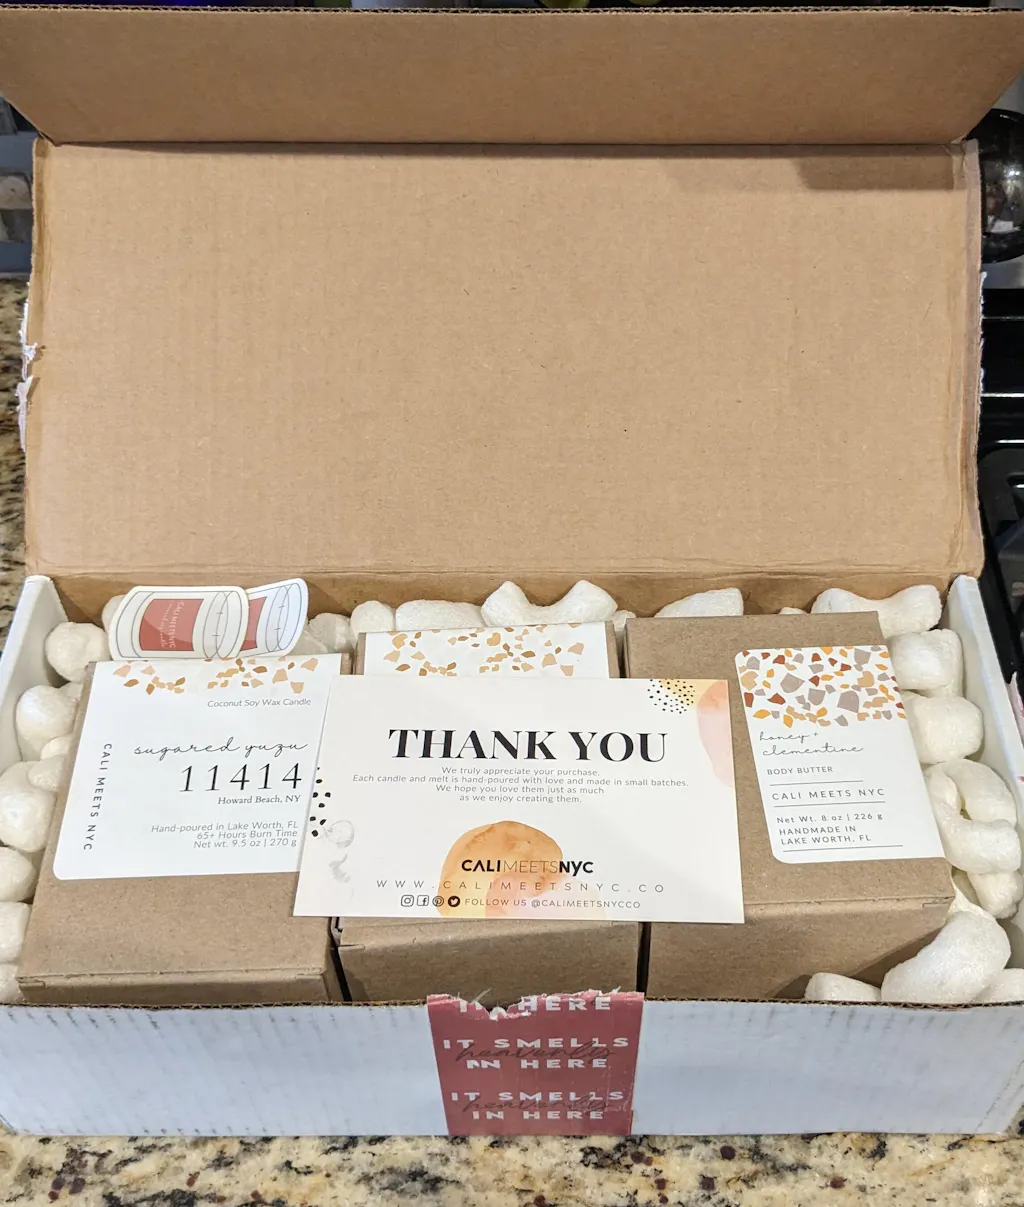 CALI MEETS NYC
Coconut Soy Wax Candle
sugared yuzu
11414
Howard Beach, NY
Hand-poured in Lake Worth, FL
65+ Hours Burn Time
Net wt. 9.5 oz | 270 g
CALI MEETS NYC
THANK YOU
We truly appreciate your purchase.
Each candle and melt is hand-poured with love and made in small batches.
We hope you love them just as much
as we enjoy creating them.
CALIMEETSNYC
WWW.CALIMEETSNYC.CO
FOLLOW US @CALIMEETSNYCCO
honey +
clementine
BODY BUTTER
CALI MEETS NYC
Net Wt. 8 oz | 226 g
HANDMADE IN
LAKE WORTH, FL
IN HERE
IT SMELLS
heavenly
IN HERE
IT SMELLS
heavenly
IN HERE